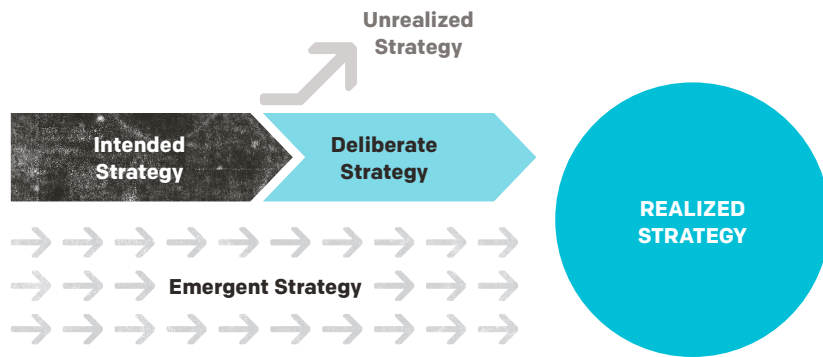 Unrealized
Strategy
Intended
Strategy
Deliberate
Strategy
REALIZED
STRATEGY
Emergent Strategy